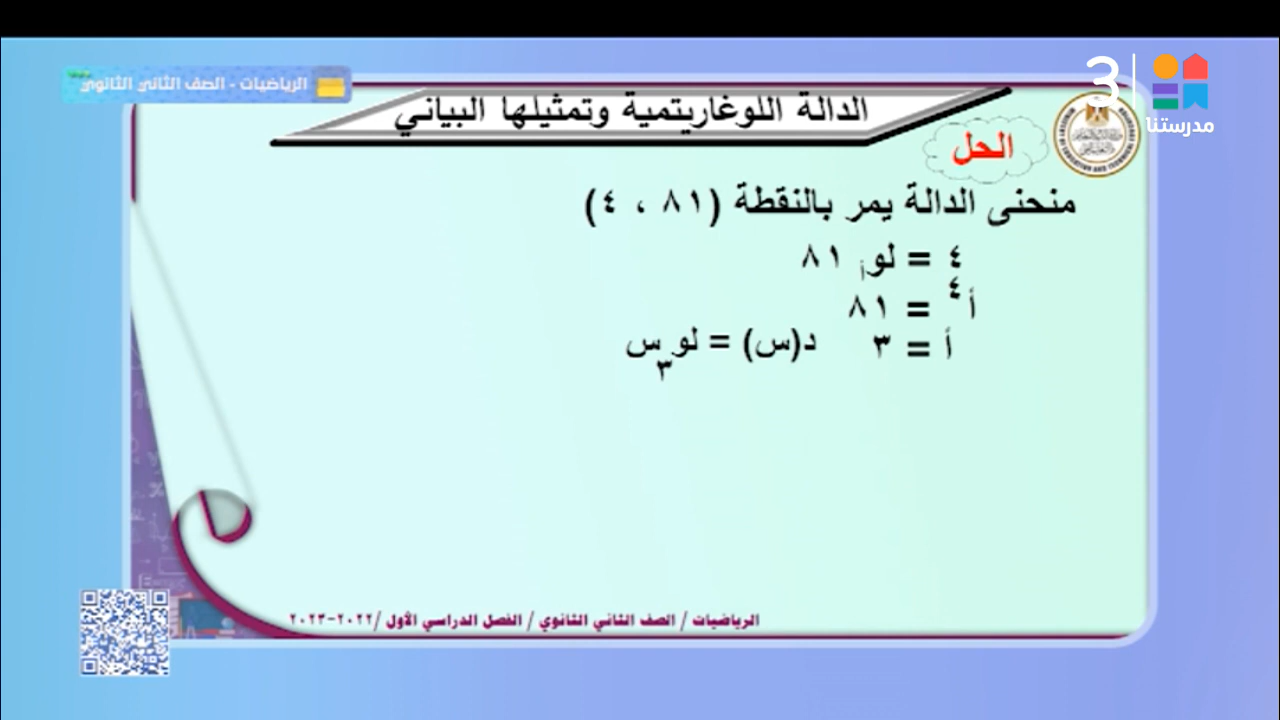 3
مدرستنا
الرياضيات - الصف الثاني الثانوي
الدالة اللوغاريتمية وتمثيلها البياني
الحل
منحنى الدالة يمر بالنقطة (٨١ ، ٤)
٤ = لوأ ٨١
أ٤ = ٨١
أ = ٣ د(س) = لو٣ س
الرياضيات / الصف الثاني الثانوي / الفصل الدراسي الأول /٢٠٢٢-٢٠٢٣